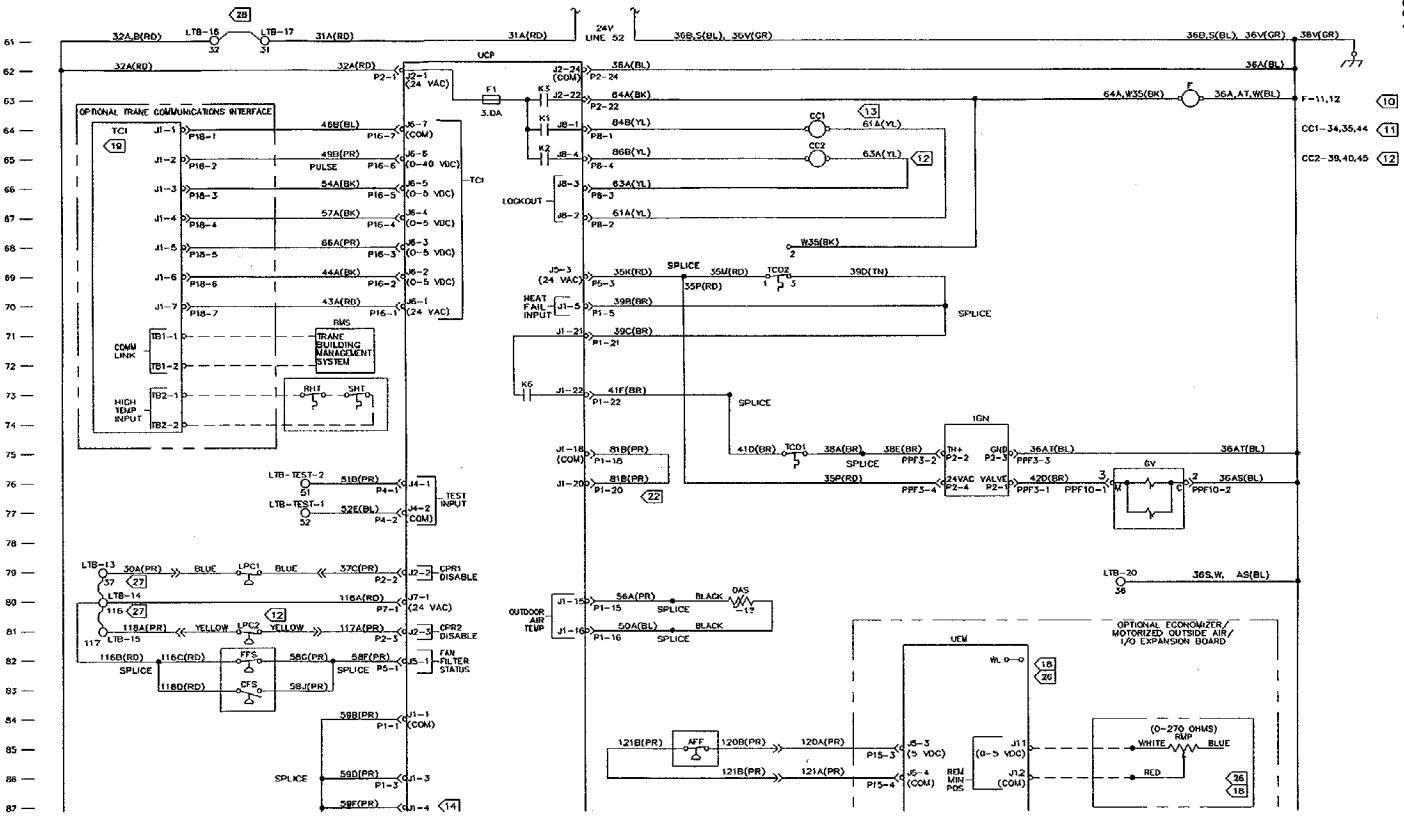 28
24V
LINE 52
61 32A,B(RD) LTB-16 32 LTB-17 31 31A(RD) 31A(RD) 36B,S(BL), 36V(GR) 36B,S(BL), 36V(GR) 36V(GR)
UCP
62 32A(RD) 32A(RD) P2-1 J2-1 (24 VAC) J2-24 (COM) P2-24 36A(BL) 36A(BL)
63 F1 3.0A K3 J2-22 P2-22 64A(BK) 64A,W35(BK) F 36A,AT,W(BL) F-11,12 10
OPTIONAL TRANE COMMUNICATIONS INTERFACE
64 TCI 19 J1-1 P18-1 46B(BL) P16-7 J6-7 (COM) K1 J8-1 P8-1 84B(YL) CC1 13 61A(YL) CC1-34,35,44 11
65 J1-2 P18-2 49B(PR) PULSE P16-6 J6-6 (0-40 VDC) K2 J8-4 P8-4 86B(YL) CC2 63A(YL) 12 CC2-39,40,45 12
TCI
66 J1-3 P18-3 54A(BK) P16-5 J6-5 (0-5 VDC) LOCKOUT J8-3 P8-3 63A(YL)
67 J1-4 P18-4 57A(BK) P16-4 J6-4 (0-5 VDC) J8-2 P8-2 61A(YL)
68 J1-5 P18-5 66A(PR) P16-3 J6-3 (0-5 VDC) W35(BK) 2
69 J1-6 P18-6 44A(BK) P16-2 J6-2 (0-5 VDC) J5-3 (24 VAC) P5-3 35K(RD) SPLICE 35M(RD) 35P(RD) 1 TCO2 3 39D(TN)
70 J1-7 P18-7 43A(RD) P16-1 J6-1 (24 VAC) HEAT FAIL INPUT J1-5 P1-5 39B(BR) SPLICE
71 COMM LINK TB1-1 RMS J1-21 P1-21 39C(BR)
TRANE
BUILDING
MANAGEMENT
SYSTEM
72 TB1-2
73 HIGH TEMP INPUT TB2-1 RHT SHT K6 J1-22 P1-22 41F(BR) SPLICE
74 TB2-2 IGN
75 J1-18 (COM) P1-18 81B(PR) 41D(BR) TCO1 38A(BR) SPLICE 38E(BR) PPF3-2 TH+ P2-2 GND P2-3 PPF3-3 36AT(BL) 36AT(BL)
GV
76 LTB-TEST-2 51 51B(PR) P4-1 J4-1 TEST INPUT J1-20 P1-20 81B(PR) 22 35P(RD) PPF3-4 24VAC P2-4 VALVE P2-1 PPF3-1 42D(BR) PPF10-1 3 M C 2 PPF10-2 36AS(BL)
77 LTB-TEST-1 52 52E(BL) P4-2 J4-2 (COM)
78
79 LTB-13 37 27 30A(PR) BLUE LPC1 BLUE 37C(PR) P2-2 J2-2 CPR1 DISABLE LTB-20 36 36S,W, AS(BL)
80 LTB-14 116 27 116A(RD) P7-1 J7-1 (24 VAC) OUTDOOR AIR TEMP J1-15 P1-15 56A(PR) SPLICE BLACK OAS
81 117 LTB-15 118A(PR) YELLOW LPC2 12 YELLOW 117A(PR) P2-3 J2-3 CPR2 DISABLE J1-16 P1-16 50A(BL) SPLICE BLACK
OPTIONAL ECONOMIZER/
MOTORIZED OUTSIDE AIR/
I/O EXPANSION BOARD
UEM
82 116B(RD) SPLICE 116C(RD) FFS 58G(PR) SPLICE 58F(PR) P5-1 J5-1 FAN FILTER STATUS WL 18
26
83 116D(RD) CFS 58J(PR)
84 59B(PR) P1-1 J1-1 (COM)
(0-270 OHMS)
RMP
85 121B(PR) AFF 120B(PR) 120A(PR) P15-3 J5-3 (5 VDC) J11 (0-5 VDC) WHITE BLUE
86 SPLICE 59D(PR) P1-3 J1-3 121B(PR) 121A(PR) P15-4 J5-4 (COM) REM MIN POS J12 (COM) RED 26
18
87 59F(PR) J1-4 14